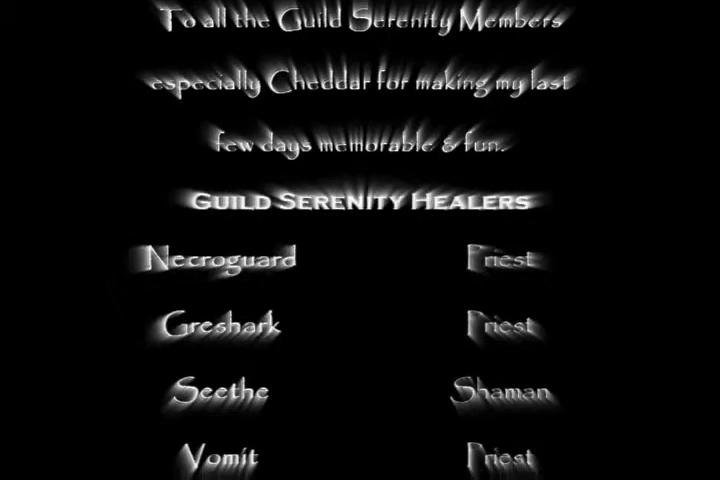 To all the Guild Serenity Members
especially Cheddar for making my last
few days memorable & fun.
GUILD SERENITY HEALERS
Necroguard Priest
Greshark Priest
Seethe Shaman
Vomit Priest